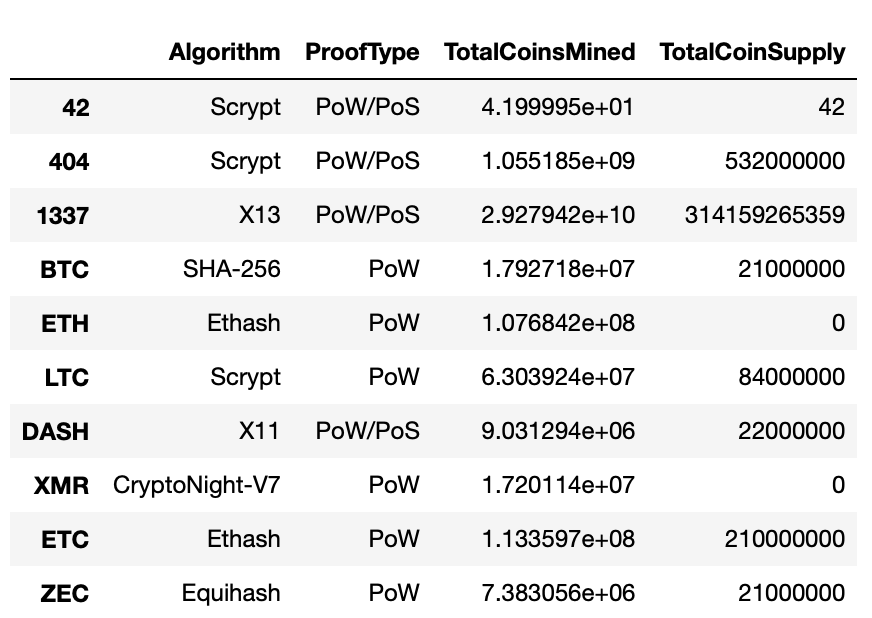 Algorithm ProofType TotalCoinsMined TotalCoinSupply
42 Scrypt PoW/PoS 4.199995e+01 42
404 Scrypt PoW/PoS 1.055185e+09 532000000
1337 X13 PoW/PoS 2.927942e+10 314159265359
BTC SHA-256 PoW 1.792718e+07 21000000
ETH Ethash PoW 1.076842e+08 0
LTC Scrypt PoW 6.303924e+07 84000000
DASH X11 PoW/PoS 9.031294e+06 22000000
XMR CryptoNight-V7 PoW 1.720114e+07 0
ETC Ethash PoW 1.133597e+08 210000000
ZEC Equihash PoW 7.383056e+06 21000000